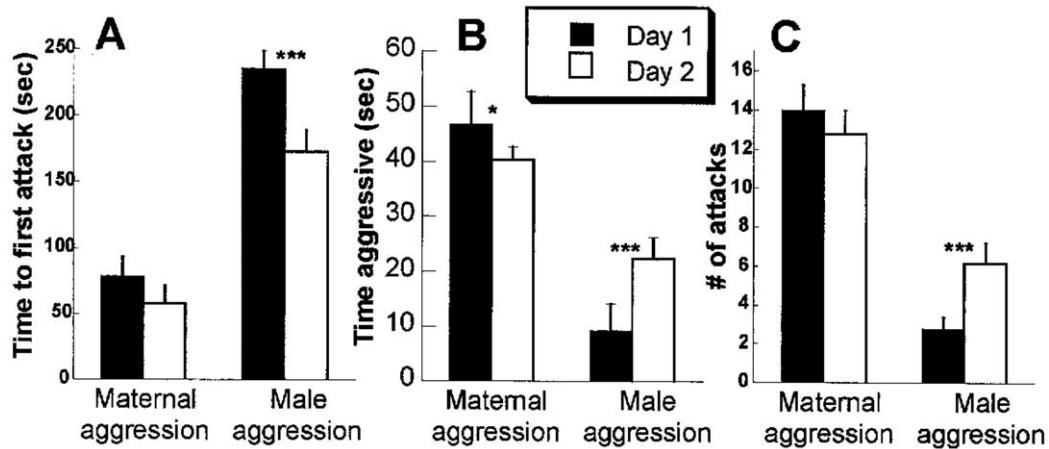 A
Time to first attack (sec)
250
200
150
100
50
0
***
Maternal
aggression
Male
aggression
B
Time aggressive (sec)
60
50
40
30
20
10
0
*
***
Maternal
aggression
Male
aggression
Day 1
Day 2
C
# of attacks
16
14
12
10
8
6
4
2
0
***
Maternal
aggression
Male
aggression